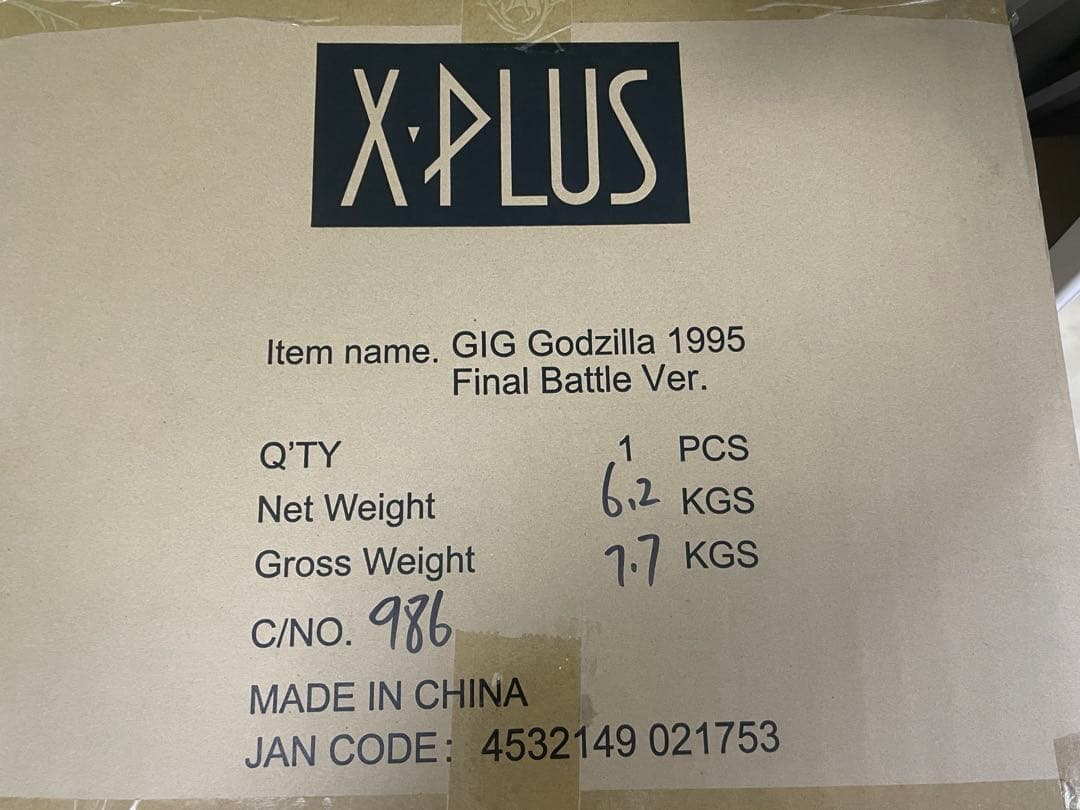 X·PLUS
Item name. GIG Godzilla 1995
Final Battle Ver.
Q'TY 1 PCS
Net Weight 6.2 KGS
Gross Weight 7.7 KGS
C/NO. 986
MADE IN CHINA
JAN CODE: 4532149 021753